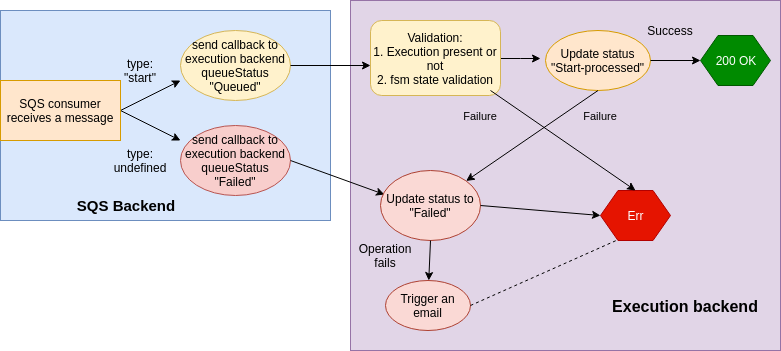 SQS consumer
receives a message
type:
"start"
type:
undefined
send callback to
execution backend
queueStatus
"Queued"
send callback to
execution backend
queueStatus
"Failed"
SQS Backend
Validation:
1. Execution present or
not
2. fsm state validation
Update status
"Start-processed"
Success
200 OK
Failure
Failure
Update status to
"Failed"
Err
Operation
fails
Trigger an
email
Execution backend